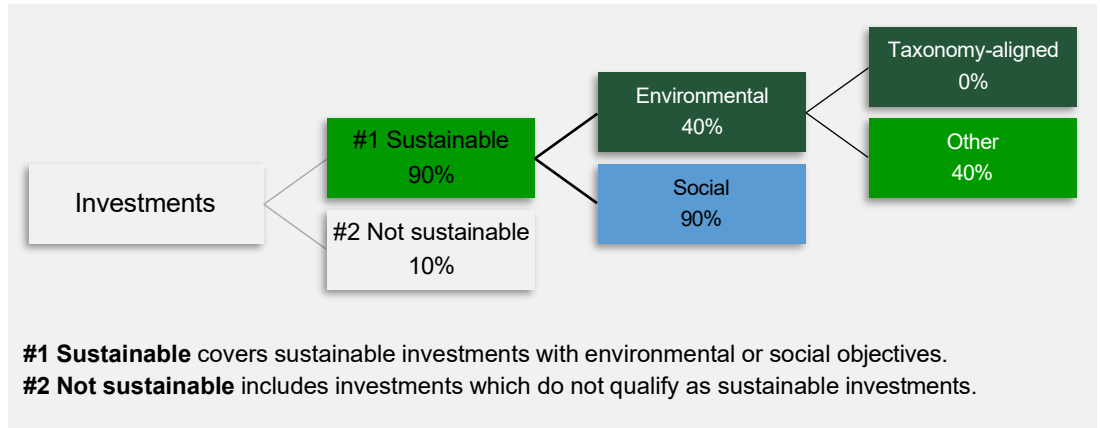 Investments
#1 Sustainable
90%
#2 Not sustainable
10%
Environmental
40%
Social
90%
Taxonomy-aligned
0%
Other
40%
#1 Sustainable covers sustainable investments with environmental or social objectives.
#2 Not sustainable includes investments which do not qualify as sustainable investments.